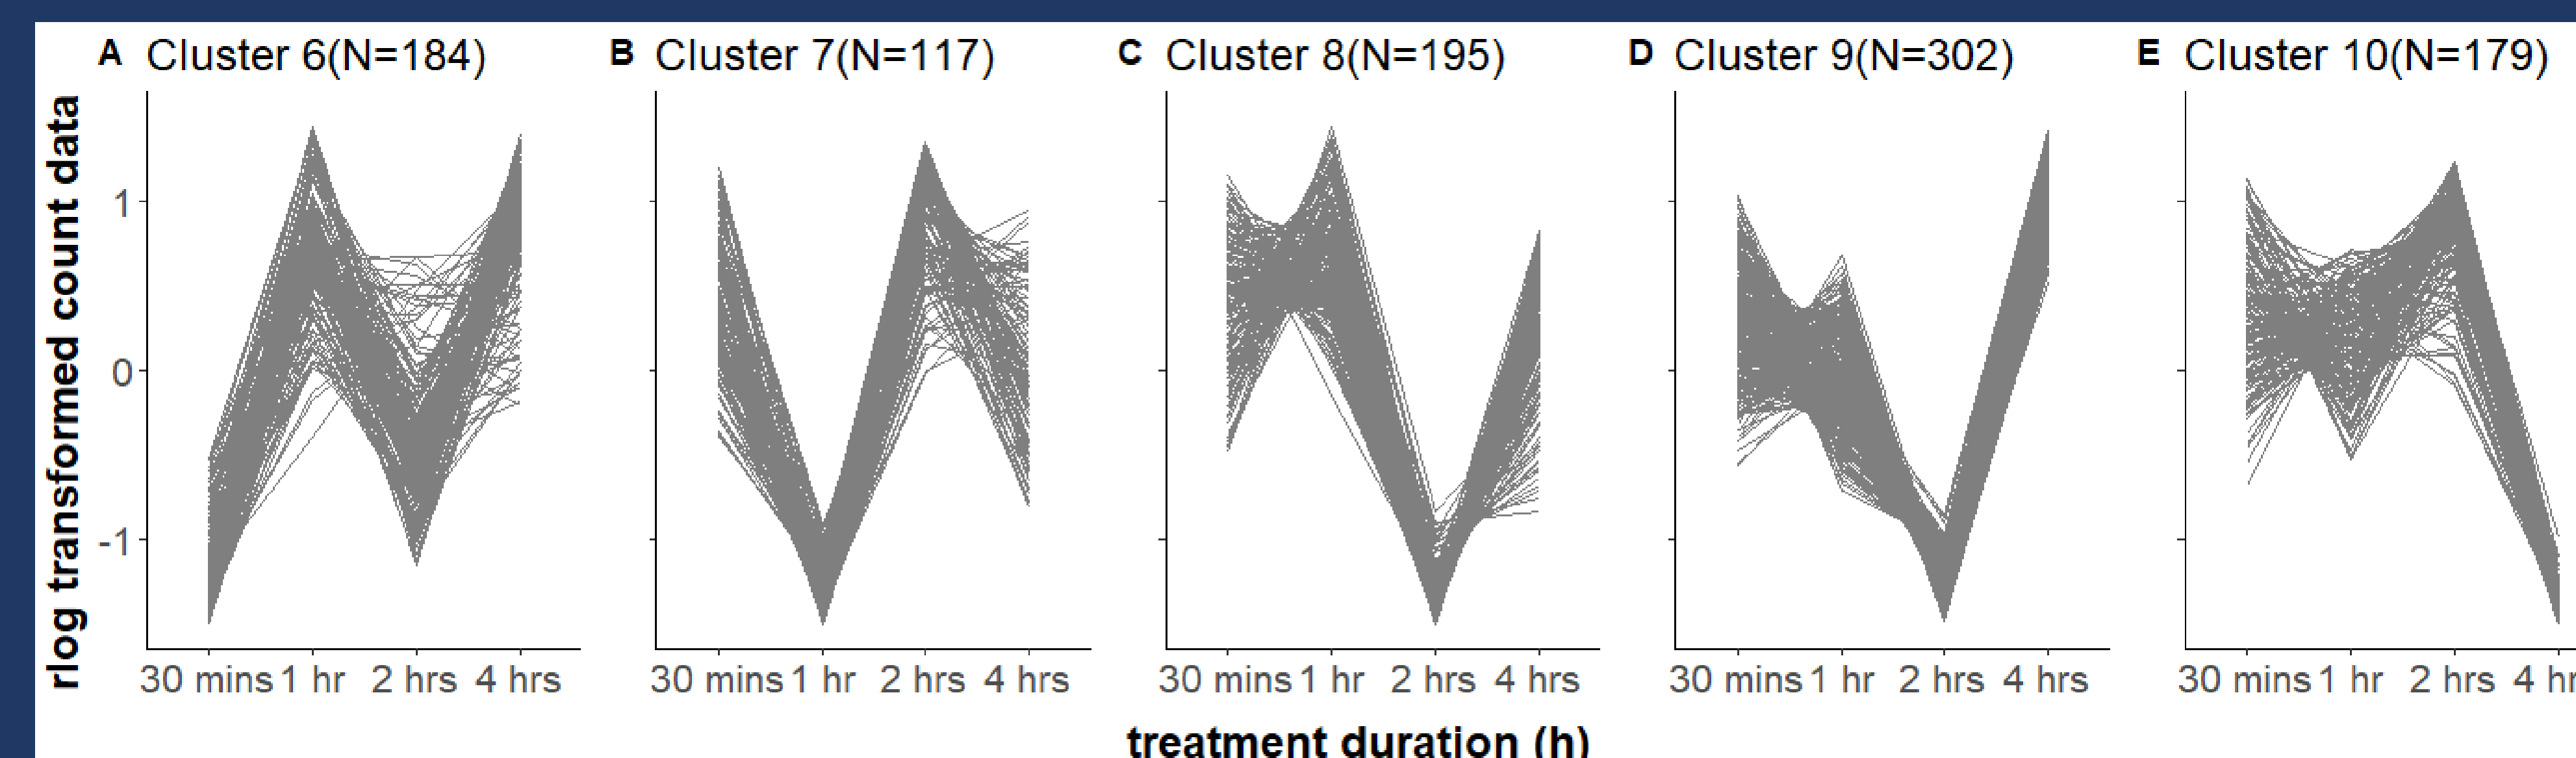 A Cluster 6(N=184)
B Cluster 7(N=117)
C Cluster 8(N=195)
D Cluster 9(N=302)
E Cluster 10(N=179)
rlog transformed count data
1
0
-1
30 mins 1 hr 2 hrs 4 hrs
30 mins 1 hr 2 hrs 4 hrs
30 mins 1 hr 2 hrs 4 hrs
30 mins 1 hr 2 hrs 4 hrs
30 mins 1 hr 2 hrs 4 hr
treatment duration (h)